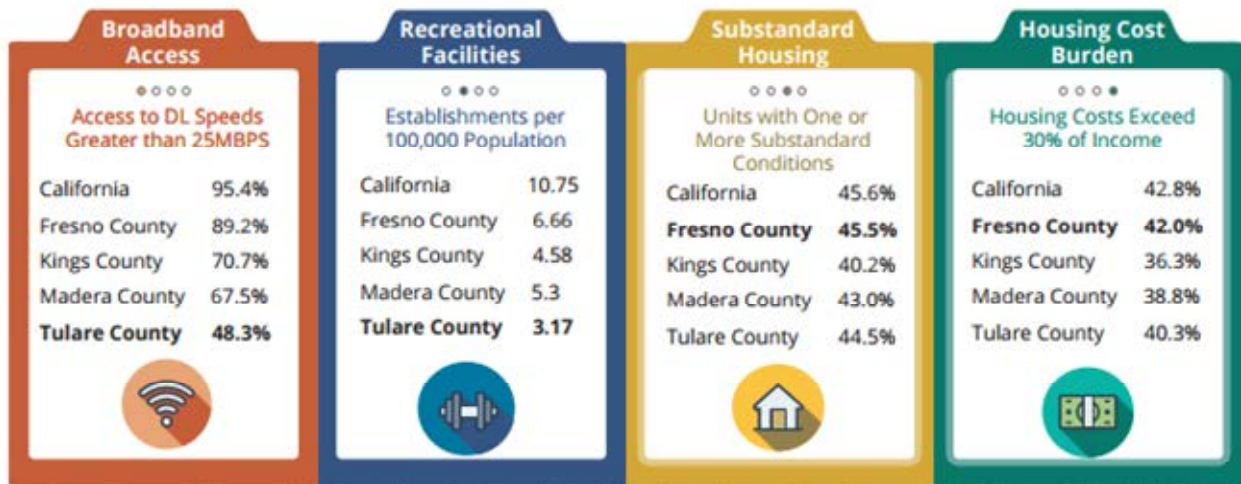 Broadband
Access
Access to DL Speeds
Greater than 25MBPS
California 95.4%
Fresno County 89.2%
Kings County 70.7%
Madera County 67.5%
Tulare County 48.3%
Recreational
Facilities
Establishments per
100,000 Population
California 10.75
Fresno County 6.66
Kings County 4.58
Madera County 5.3
Tulare County 3.17
Substandard
Housing
Units with One or
More Substandard
Conditions
California 45.6%
Fresno County 45.5%
Kings County 40.2%
Madera County 43.0%
Tulare County 44.5%
Housing Cost
Burden
Housing Costs Exceed
30% of Income
California 42.8%
Fresno County 42.0%
Kings County 36.3%
Madera County 38.8%
Tulare County 40.3%